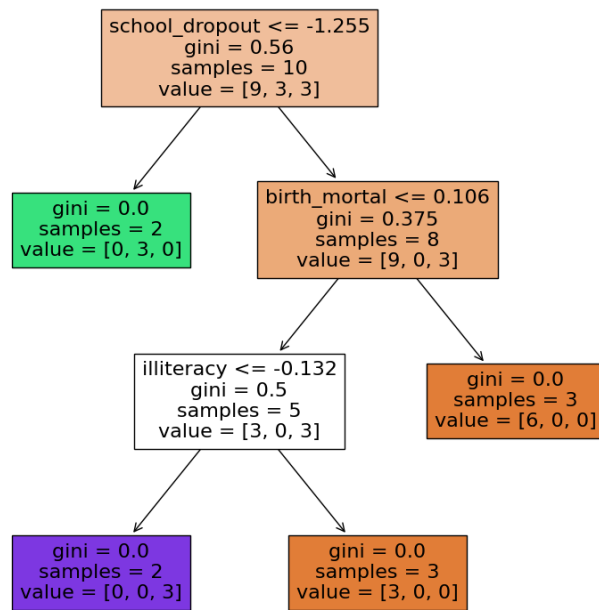 school_dropout <= -1.255
gini = 0.56
samples = 10
value = [9, 3, 3]
gini = 0.0
samples = 2
value = [0, 3, 0]
birth_mortal <= 0.106
gini = 0.375
samples = 8
value = [9, 0, 3]
illiteracy <= -0.132
gini = 0.5
samples = 5
value = [3, 0, 3]
gini = 0.0
samples = 3
value = [6, 0, 0]
gini = 0.0
samples = 2
value = [0, 0, 3]
gini = 0.0
samples = 3
value = [3, 0, 0]